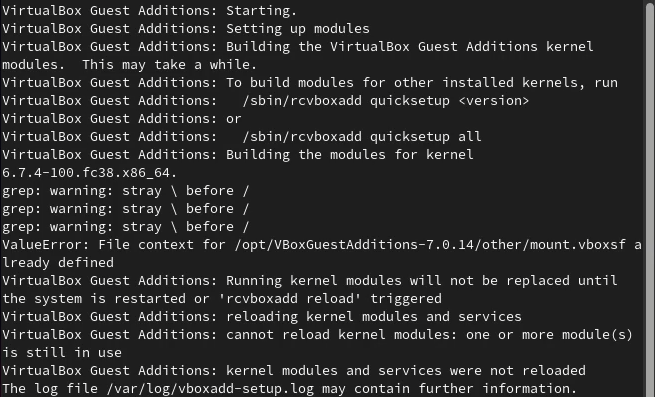 VirtualBox Guest Additions: Starting.
VirtualBox Guest Additions: Setting up modules
VirtualBox Guest Additions: Building the VirtualBox Guest Additions kernel
modules.  This may take a while.
VirtualBox Guest Additions: To build modules for other installed kernels, run
VirtualBox Guest Additions:   /sbin/rcvboxadd quicksetup <version>
VirtualBox Guest Additions: or
VirtualBox Guest Additions:   /sbin/rcvboxadd quicksetup all
VirtualBox Guest Additions: Building the modules for kernel
6.7.4-100.fc38.x86_64.
grep: warning: stray \ before /
grep: warning: stray \ before /
grep: warning: stray \ before /
ValueError: File context for /opt/VBoxGuestAdditions-7.0.14/other/mount.vboxsf a
lready defined
VirtualBox Guest Additions: Running kernel modules will not be replaced until
the system is restarted or 'rcvboxadd reload' triggered
VirtualBox Guest Additions: reloading kernel modules and services
VirtualBox Guest Additions: cannot reload kernel modules: one or more module(s)
is still in use
VirtualBox Guest Additions: kernel modules and services were not reloaded
The log file /var/log/vboxadd-setup.log may contain further information.